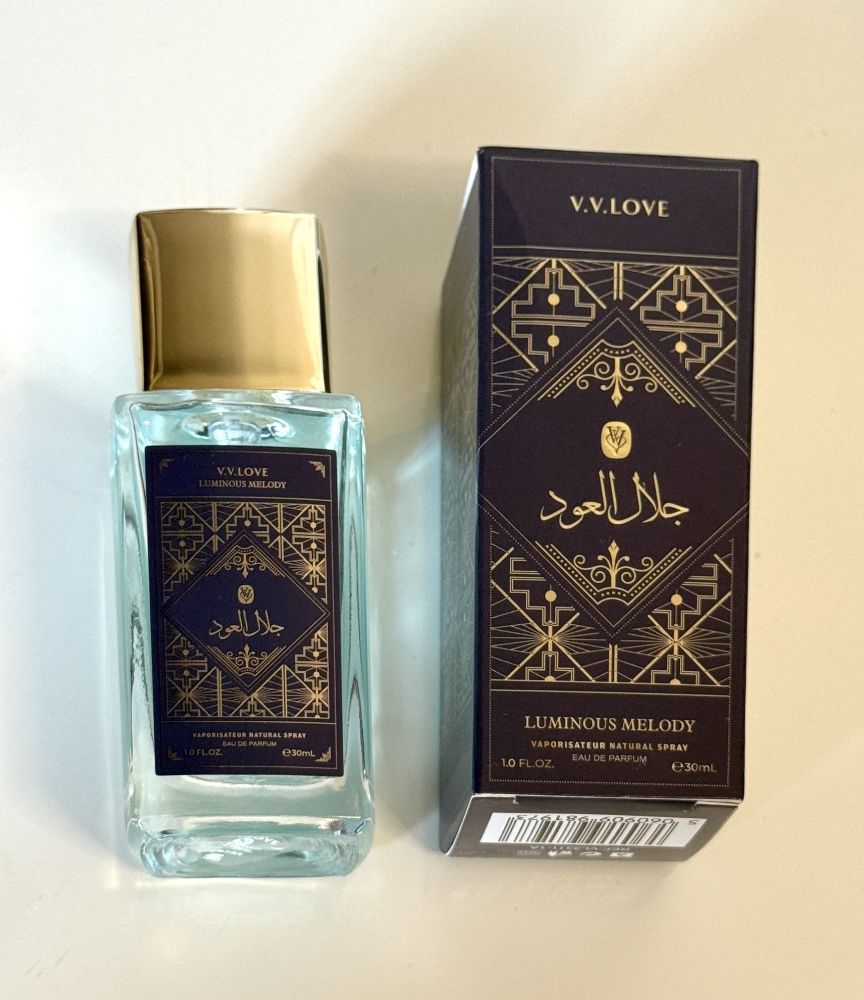 V.V.LOVE
LUMINOUS MELODY
جلال العود
VAPORISATEUR NATURAL SPRAY
EAU DE PARFUM
1.0 FL.OZ.
℮30mL
V.V.LOVE
جلال العود
LUMINOUS MELODY
VAPORISATEUR NATURAL SPRAY
EAU DE PARFUM
1.0 FL.OZ.
℮30mL